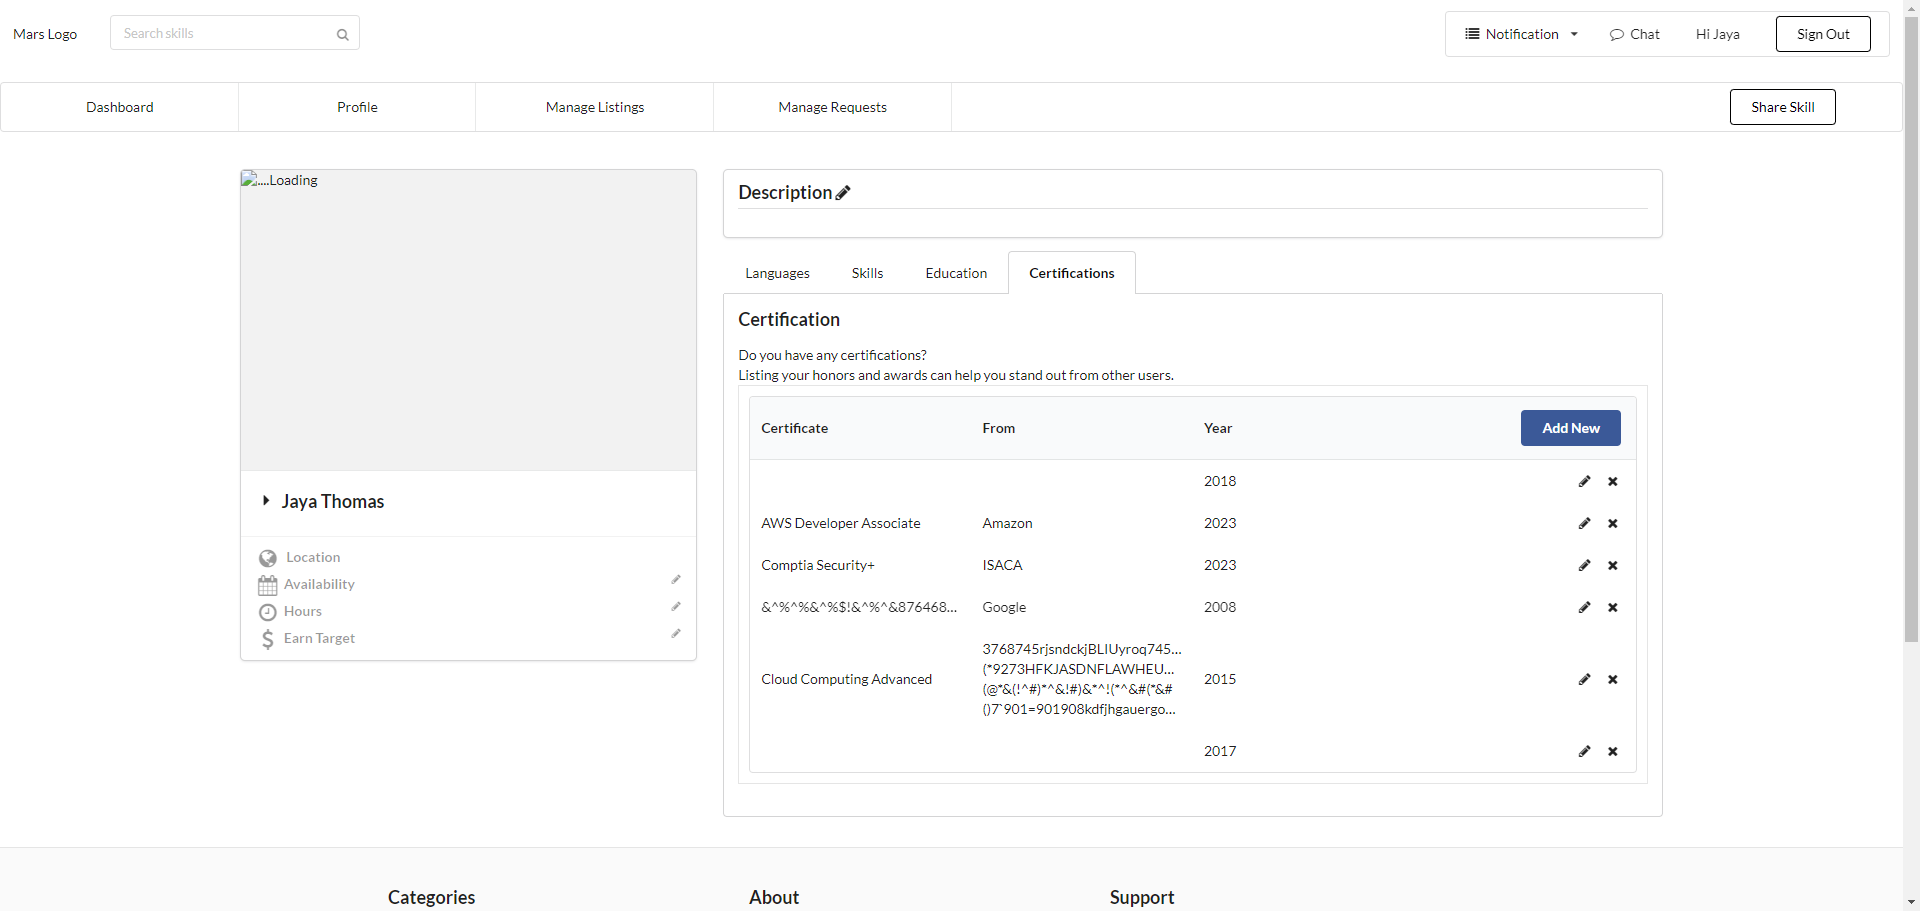 Mars Logo
Search skills
Notification
Chat
Hi Jaya
Sign Out
Dashboard
Profile
Manage Listings
Manage Requests
Share Skill
....Loading
Jaya Thomas
Location
Availability
Hours
Earn Target
Description
Languages
Skills
Education
Certifications
Certification
Do you have any certifications?
Listing your honors and awards can help you stand out from other users.
Certificate From Year Add New
2018
AWS Developer Associate Amazon 2023
Comptia Security+ ISACA 2023
&^%^%&^%$!&^%^&876468... Google 2008
Cloud Computing Advanced
3768745rjsndckjBLIUyroq745...
(*9273HFKJASDNFLAWHEU...
(@*&(!^#)*^&!#)&*^!(*^&#(*&#
()7`901=901908kdfjhgauergo...
2015
2017
Categories
About
Support